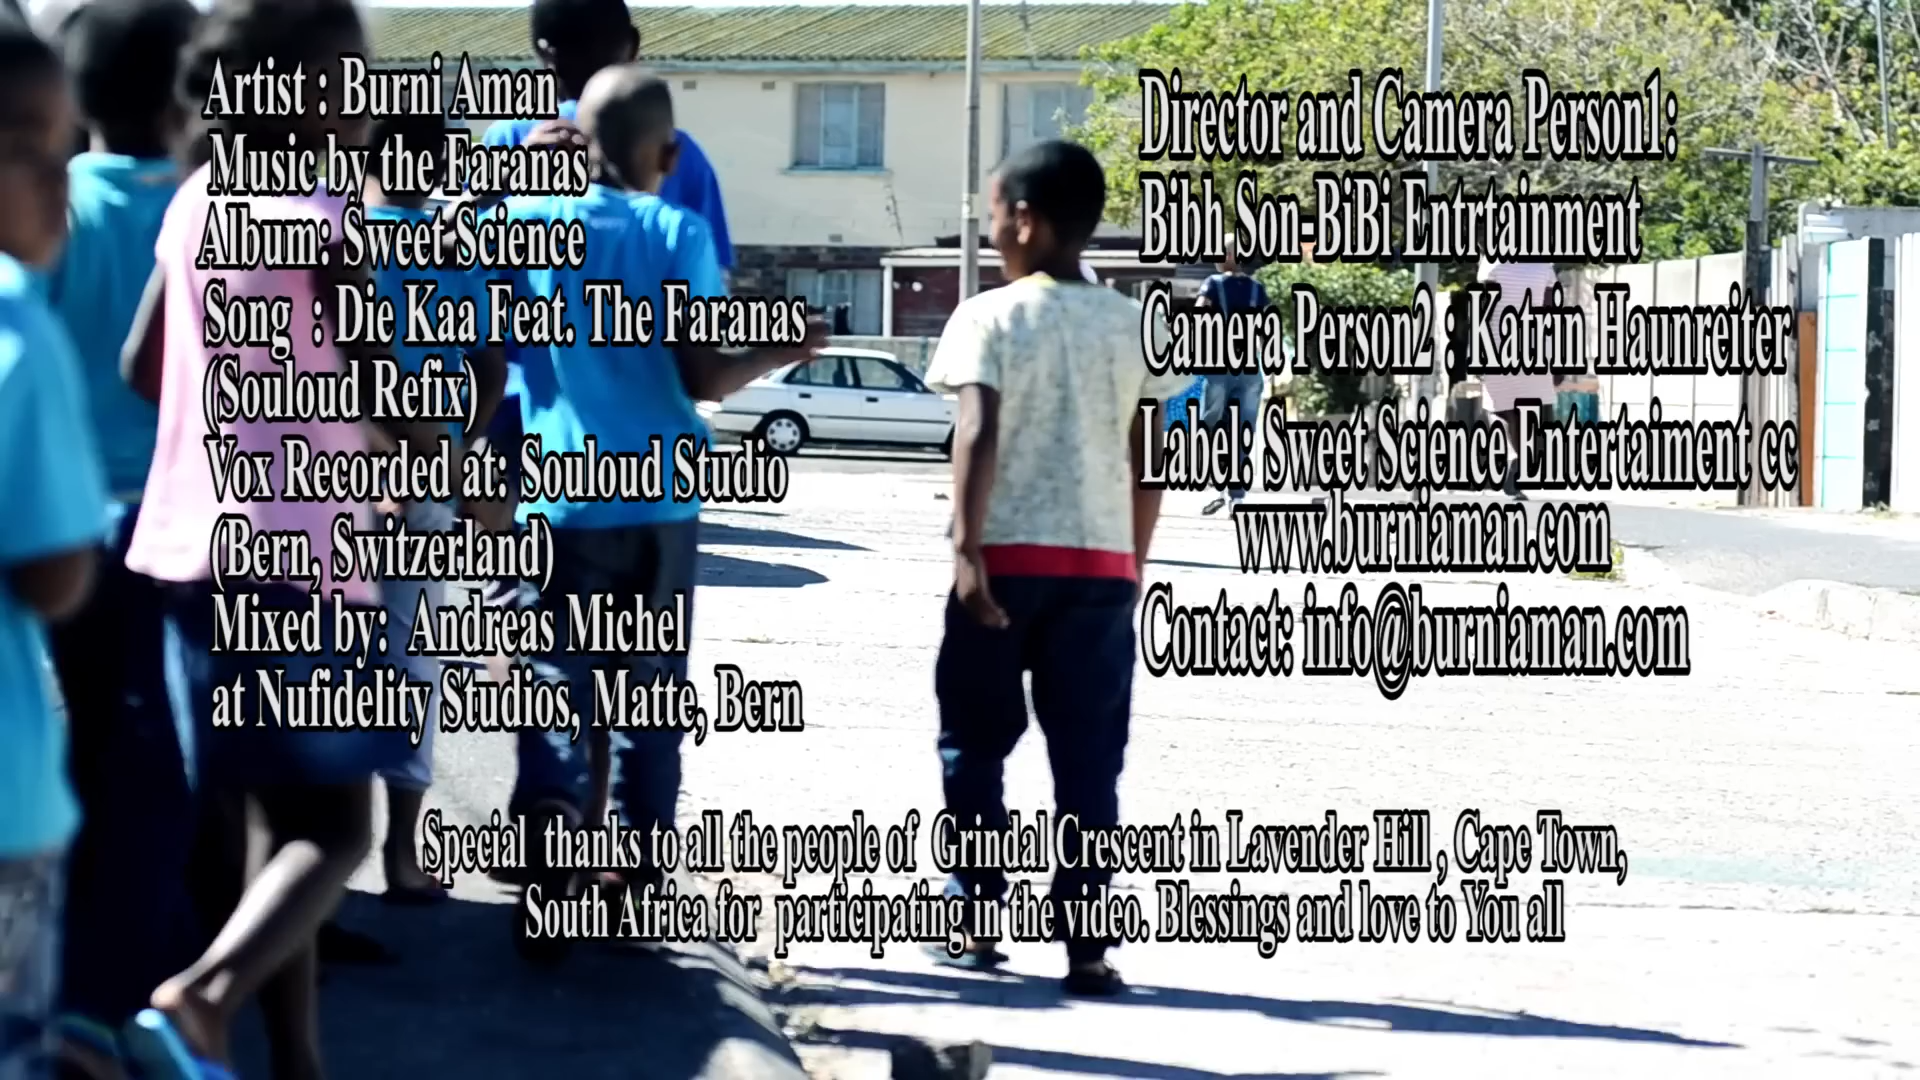 Artist : Burni Aman
Music by the Faranas
Album: Sweet Science
Song : Die Kaa Feat. The Faranas
(Souloud Refix)
Vox Recorded at: Souloud Studio
(Bern, Switzerland)
Mixed by: Andreas Michel
at Nufidelity Studios, Matte, Bern
Director and Camera Person1:
Bibh Son-BiBi Entrtainment
Camera Person2 : Katrin Haunreiter
Label: Sweet Science Entertaiment cc
www.burniaman.com
Contact: info@burniaman.com
Special thanks to all the people of Grindal Crescent in Lavender Hill , Cape Town,
South Africa for participating in the video. Blessings and love to You all